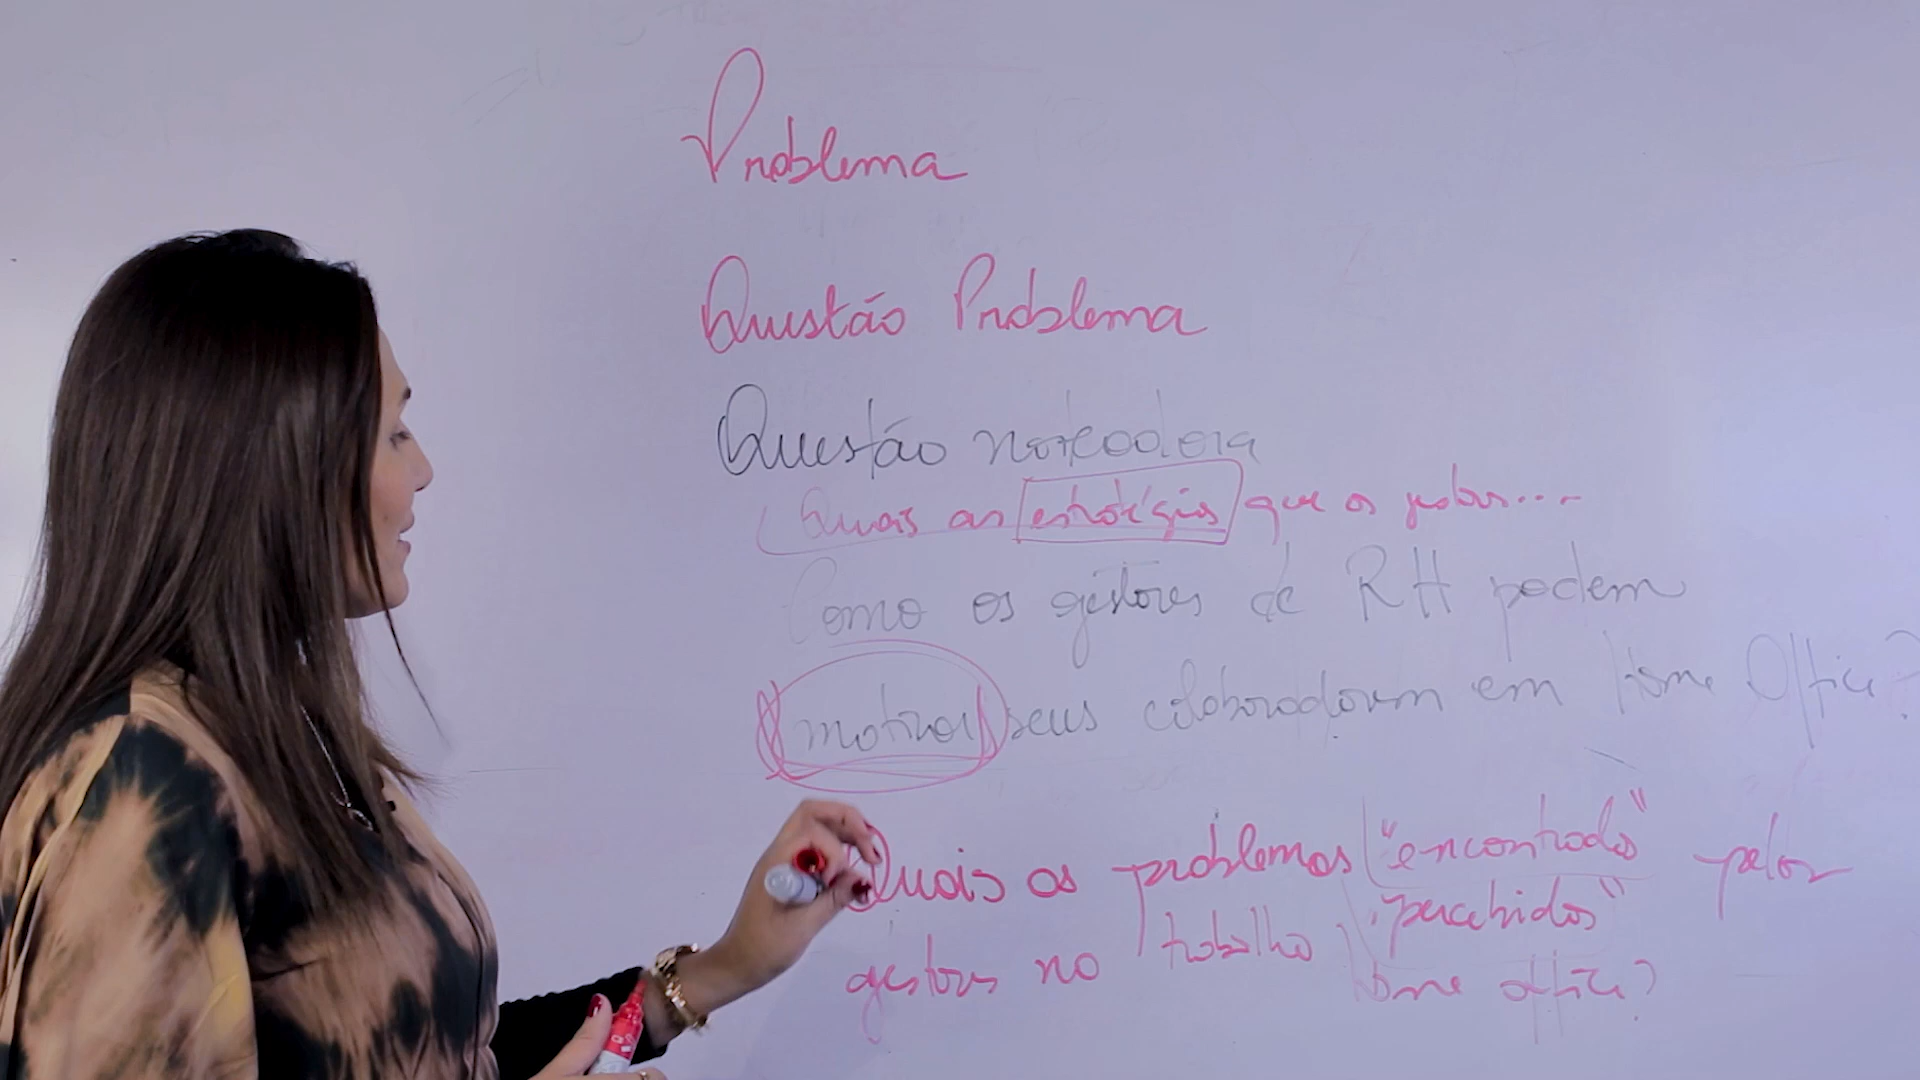 Problema
Questão Problema
Questão norteadora
Quais as estratégias que os gestores...
Como os gestores de RH podem
motivar seus colaboradores em Home Office?
Quais os problemas "encontrados" pelos
"percebidos"
gestores no trabalho home office?